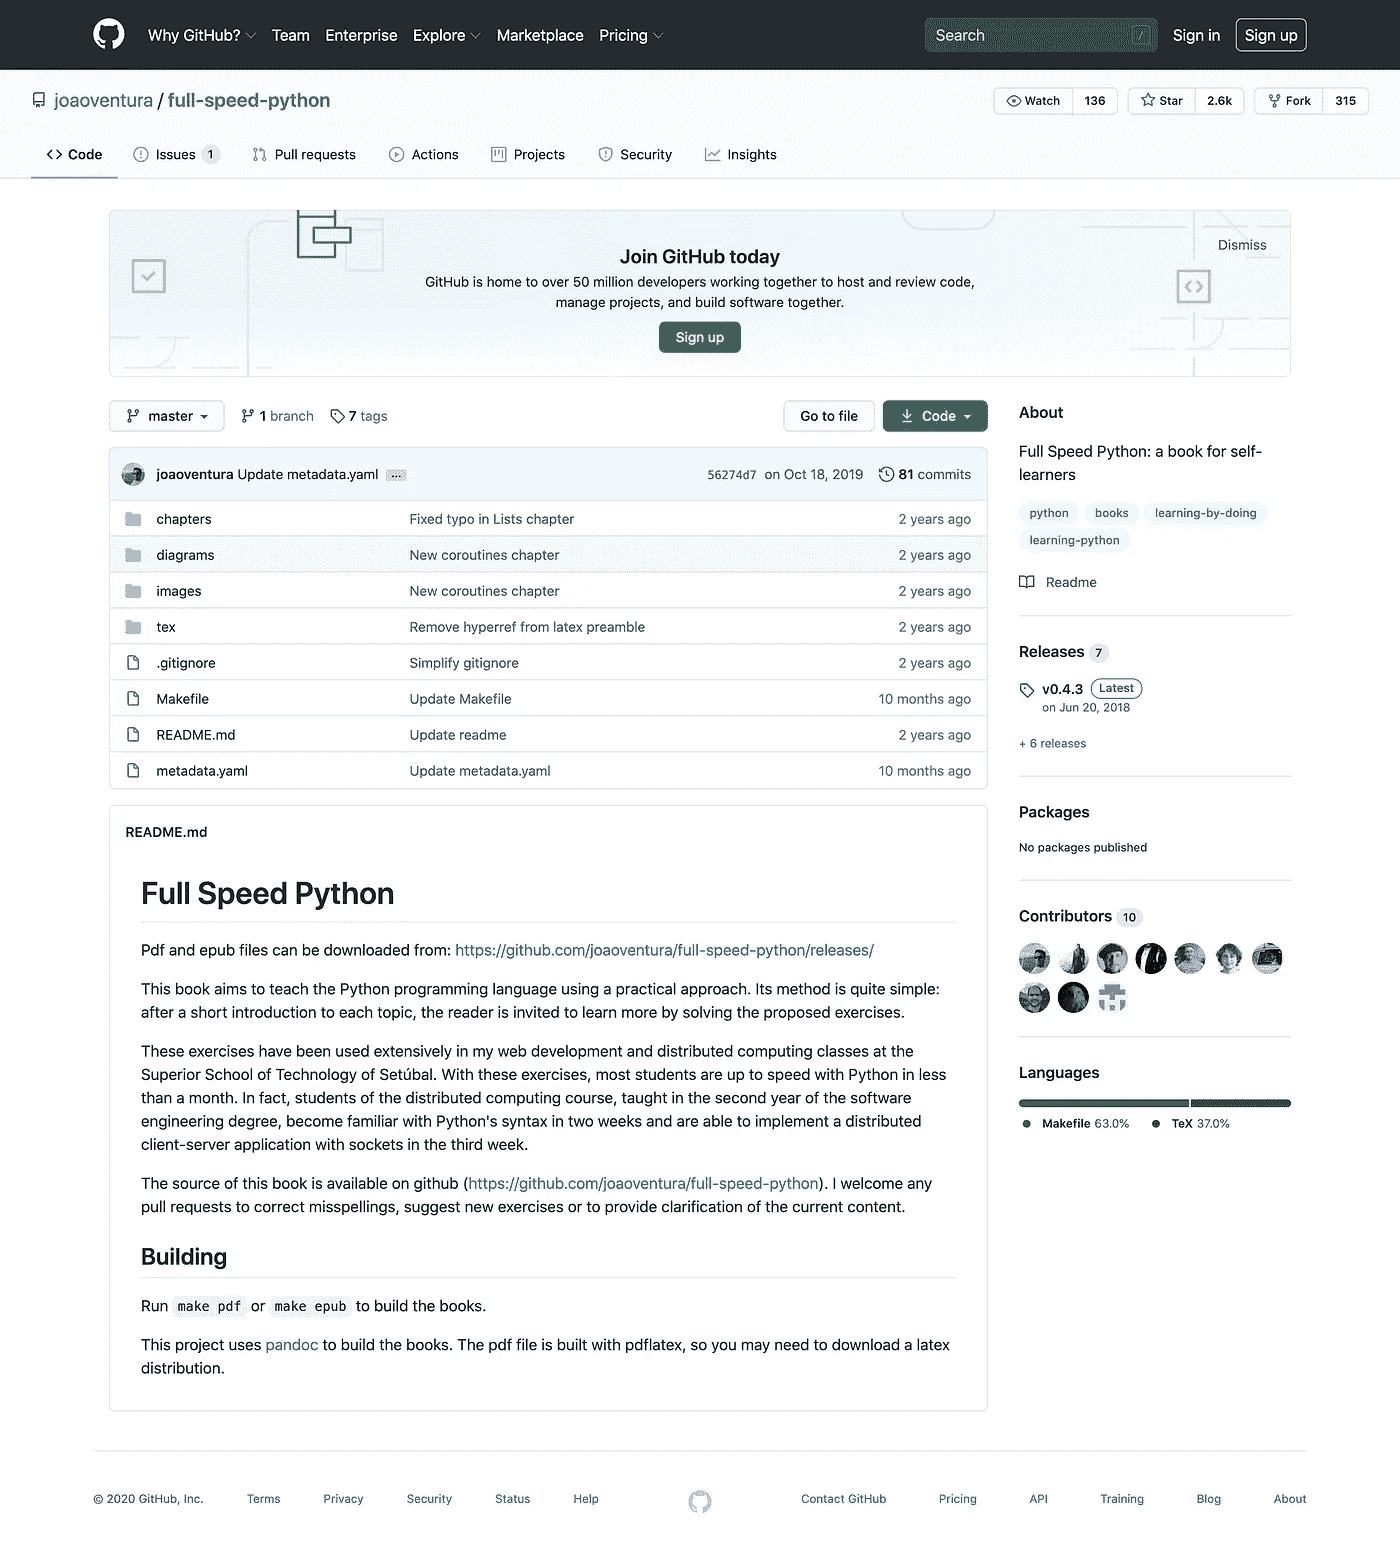 Why GitHub? Team Enterprise Explore Marketplace Pricing Search / Sign in Sign up
joaoventura / full-speed-python Watch 136 Star 2.6k Fork 315
Code Issues 1 Pull requests Actions Projects Security Insights
Dismiss
Join GitHub today
GitHub is home to over 50 million developers working together to host and review code,
manage projects, and build software together.
Sign up
master 1 branch 7 tags Go to file Code
joaoventura Update metadata.yaml ... 56274d7 on Oct 18, 2019 81 commits
chapters Fixed typo in Lists chapter 2 years ago
diagrams New coroutines chapter 2 years ago
images New coroutines chapter 2 years ago
tex Remove hyperref from latex preamble 2 years ago
.gitignore Simplify gitignore 2 years ago
Makefile Update Makefile 10 months ago
README.md Update readme 2 years ago
metadata.yaml Update metadata.yaml 10 months ago
README.md
Full Speed Python
Pdf and epub files can be downloaded from: https://github.com/joaoventura/full-speed-python/releases/
This book aims to teach the Python programming language using a practical approach. Its method is quite simple:
after a short introduction to each topic, the reader is invited to learn more by solving the proposed exercises.
These exercises have been used extensively in my web development and distributed computing classes at the
Superior School of Technology of Setúbal. With these exercises, most students are up to speed with Python in less
than a month. In fact, students of the distributed computing course, taught in the second year of the software
engineering degree, become familiar with Python's syntax in two weeks and are able to implement a distributed
client-server application with sockets in the third week.
The source of this book is available on github (https://github.com/joaoventura/full-speed-python). I welcome any
pull requests to correct misspellings, suggest new exercises or to provide clarification of the current content.
Building
Run make pdf or make epub to build the books.
This project uses pandoc to build the books. The pdf file is built with pdflatex, so you may need to download a latex
distribution.
About
Full Speed Python: a book for self-
learners
python books learning-by-doing
learning-python
Readme
Releases 7
v0.4.3 Latest
on Jun 20, 2018
+ 6 releases
Packages
No packages published
Contributors 10
Languages
Makefile 63.0% TeX 37.0%
© 2020 GitHub, Inc. Terms Privacy Security Status Help Contact GitHub Pricing API Training Blog About